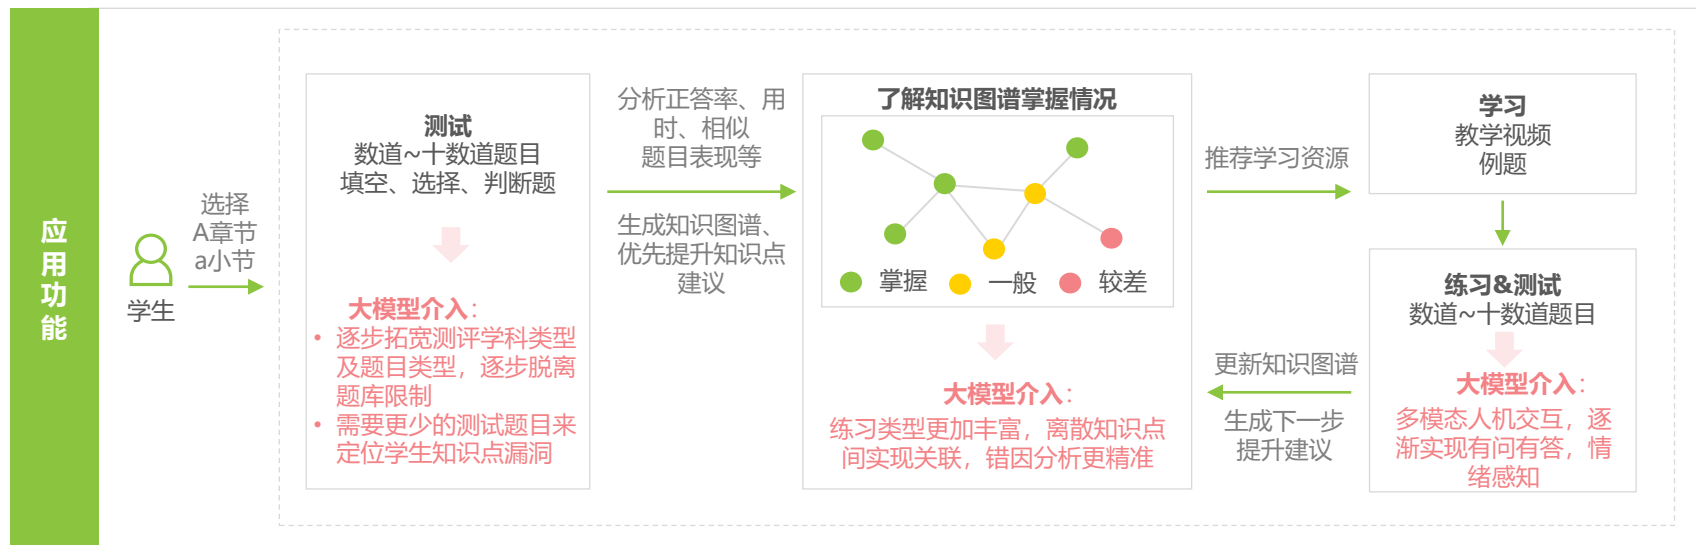 应
用
功
能
学生
选择
A章节
a小节
测试
数道~十数道题目
填空、选择、判断题
大模型介入：
• 逐步拓宽测评学科类型
及题目类型，逐步脱离
题库限制
• 需要更少的测试题目来
定位学生知识点漏洞
分析正答率、用
时、相似
题目表现等
生成知识图谱、
优先提升知识点
建议
了解知识图谱掌握情况
掌握
一般
较差
大模型介入：
练习类型更加丰富，离散知识点
间实现关联，错因分析更精准
推荐学习资源
学习
教学视频
例题
练习&测试
数道~十数道题目
大模型介入：
多模态人机交互，逐
渐实现有问有答，情
绪感知
更新知识图谱
生成下一步
提升建议